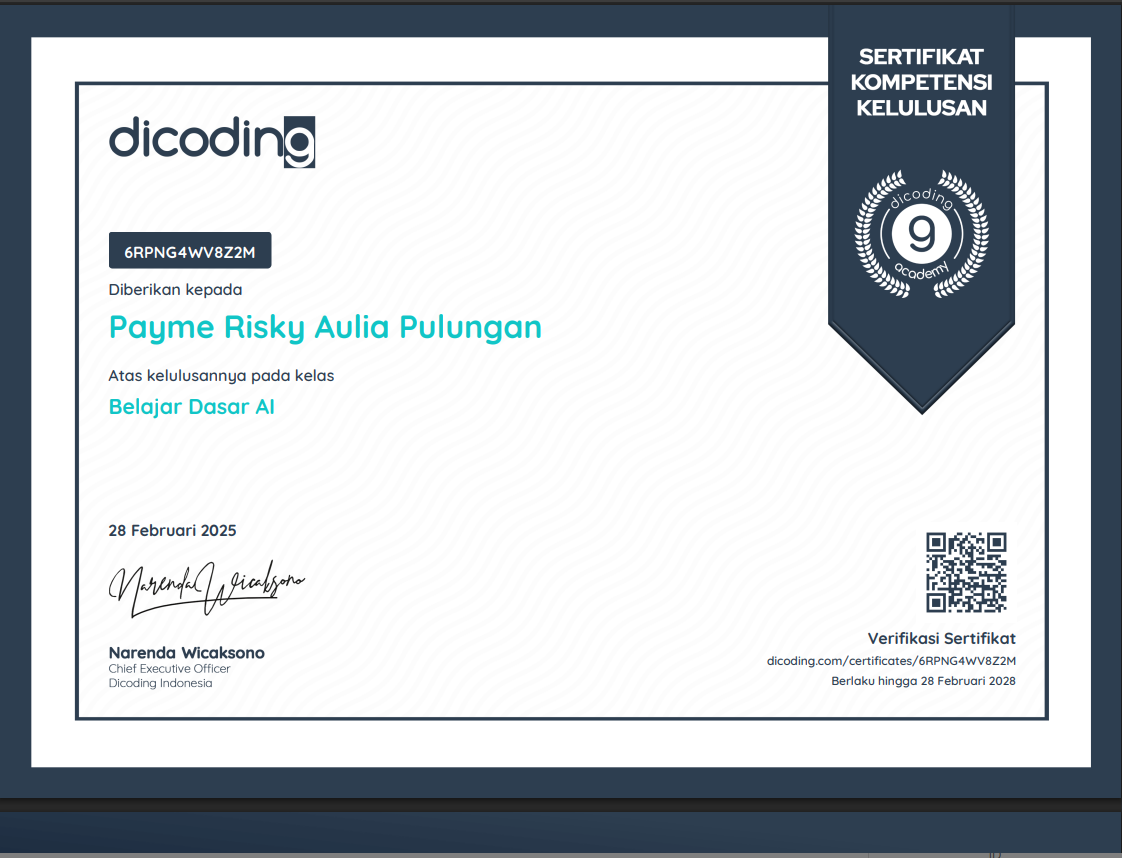 SERTIFIKAT
KOMPETENSI
KELULUSAN
dicoding
dicoding
9
academy
6RPNG4WV8Z2M
Diberikan kepada
Payme Risky Aulia Pulungan
Atas kelulusannya pada kelas
Belajar Dasar AI
28 Februari 2025
Narenda Wicaksono
Narenda Wicaksono
Chief Executive Officer
Dicoding Indonesia
Verifikasi Sertifikat
dicoding.com/certificates/6RPNG4WV8Z2M
Berlaku hingga 28 Februari 2028